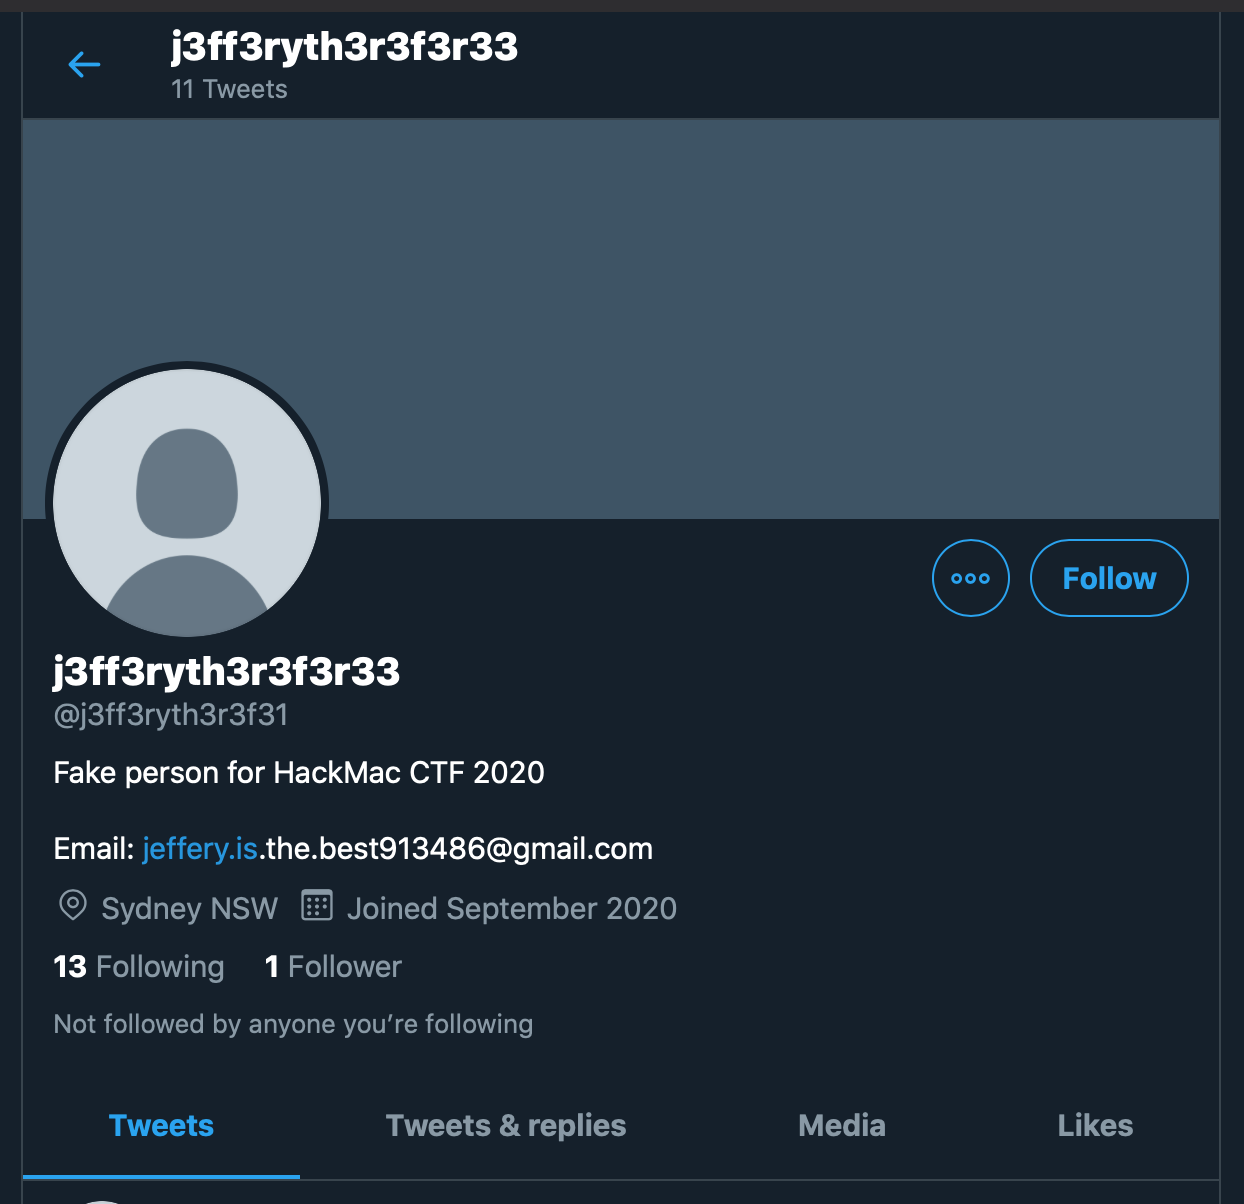 j3ff3ryth3r3f3r33
11 Tweets
Follow
j3ff3ryth3r3f3r33
@j3ff3ryth3r3f31
Fake person for HackMac CTF 2020
Email: jeffery.is.the.best913486@gmail.com
Sydney NSW Joined September 2020
13 Following 1 Follower
Not followed by anyone you’re following
Tweets Tweets & replies Media Likes